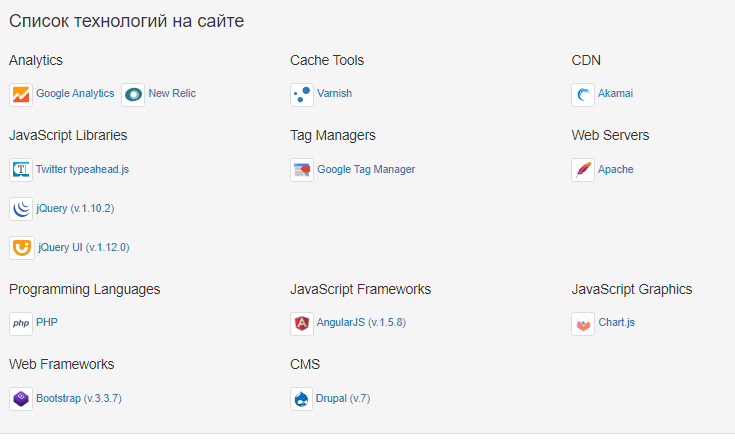 Список технологий на сайте
Analytics Cache Tools CDN
Google Analytics New Relic Varnish Akamai
JavaScript Libraries Tag Managers Web Servers
T Twitter typeahead.js Google Tag Manager Apache
jQuery (v.1.10.2)
jQuery UI (v.1.12.0)
Programming Languages JavaScript Frameworks JavaScript Graphics
php PHP A AngularJS (v.1.5.8) Chart.js
Web Frameworks CMS
Bootstrap (v.3.3.7) Drupal (v.7)